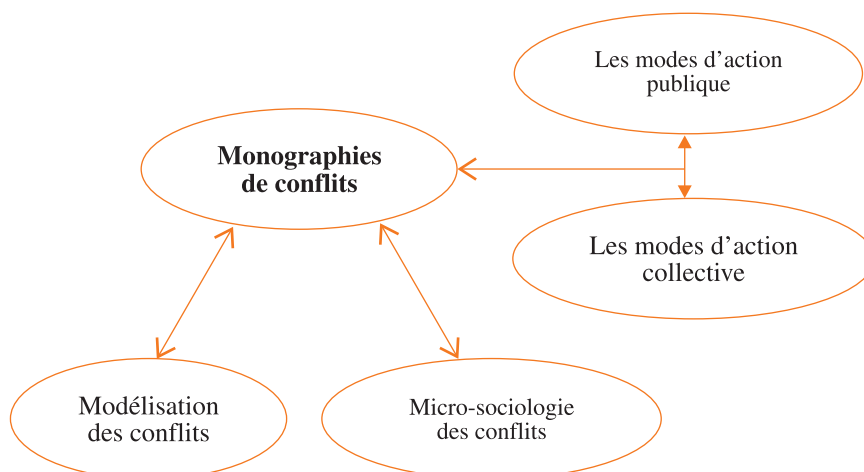 Les modes d’action
publique
Monographies
de conflits
Les modes d’action
collective
Modélisation
des conflits
Micro-sociologie
des conflits